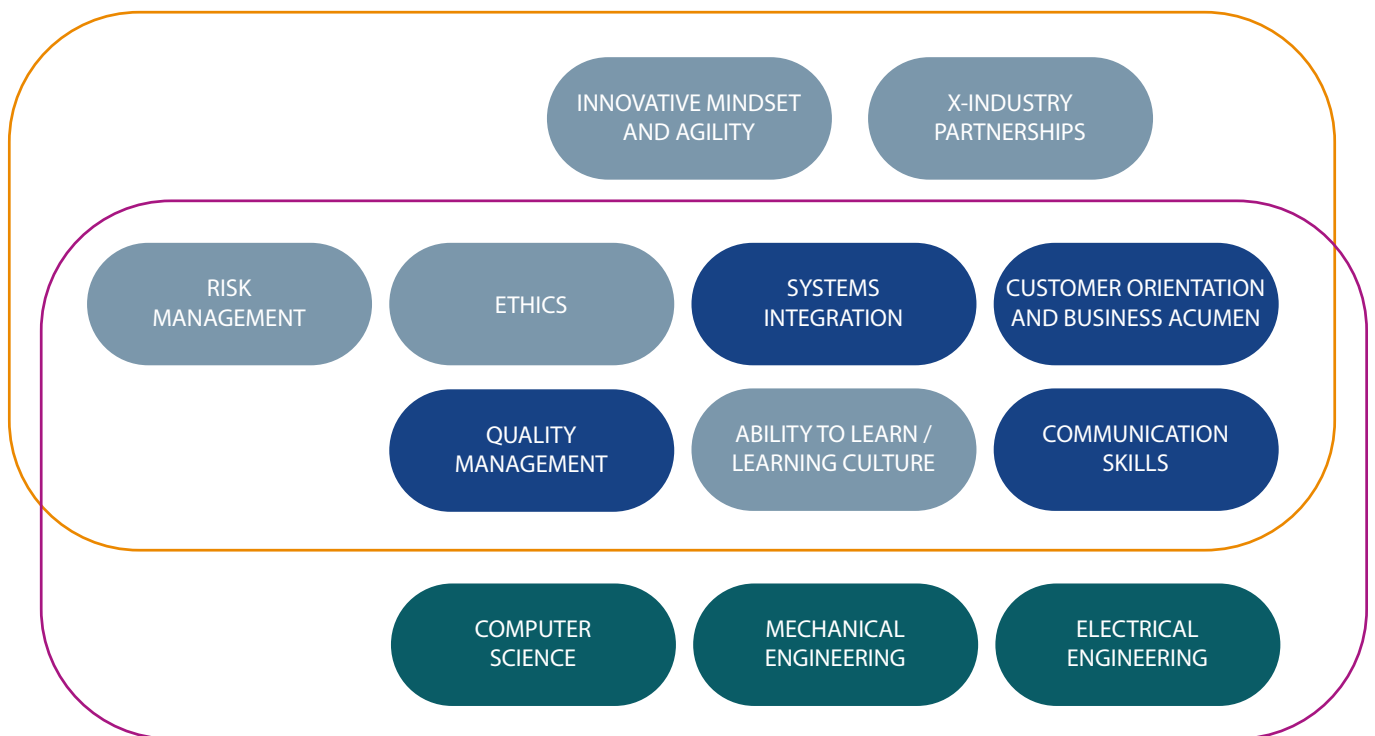 INNOVATIVE MINDSET
AND AGILITY
X-INDUSTRY
PARTNERSHIPS
RISK
MANAGEMENT
ETHICS
SYSTEMS
INTEGRATION
CUSTOMER ORIENTATION
AND BUSINESS ACUMEN
QUALITY
MANAGEMENT
ABILITY TO LEARN /
LEARNING CULTURE
COMMUNICATION
SKILLS
COMPUTER
SCIENCE
MECHANICAL
ENGINEERING
ELECTRICAL
ENGINEERING